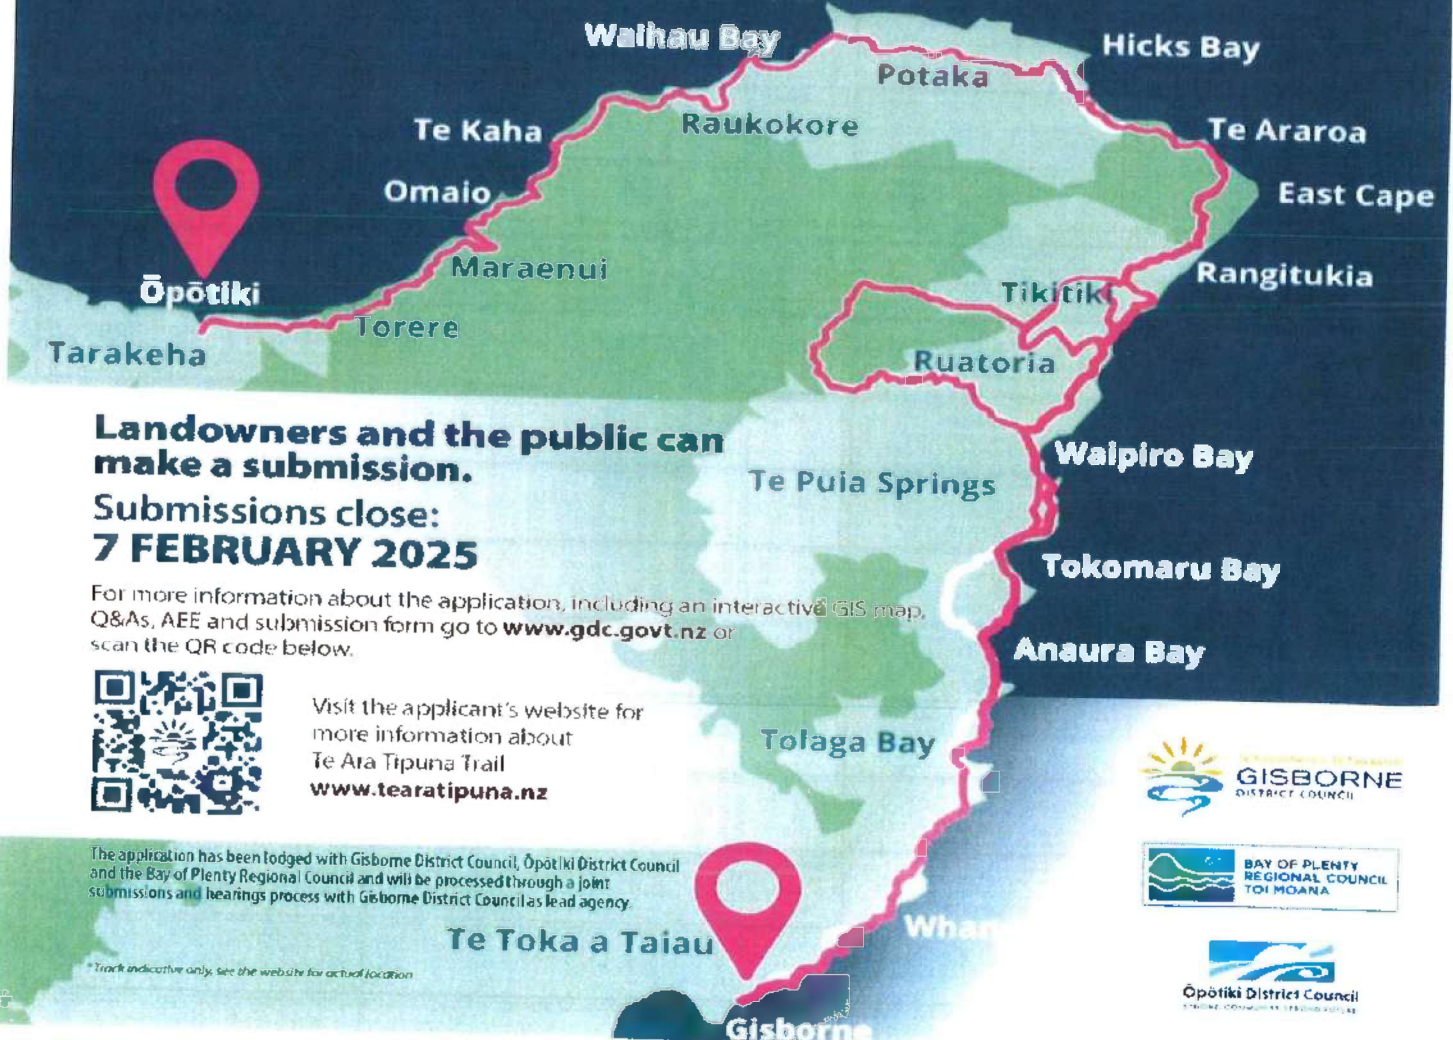 Waihau Bay
Hicks Bay
Potaka
Te Kaha
Raukokore
Te Araroa
Omaio
East Cape
Maraenui
Rangitukia
Ōpōtiki
Tikitiki
Torere
Tarakeha
Ruatoria
Landowners and the public can
make a submission.
Waipiro Bay
Te Puia Springs
Submissions close:
7 FEBRUARY 2025
Tokomaru Bay
For more information about the application, including an interactive GIS map,
Q&As, AEE and submission form go to www.gdc.govt.nz or
scan the QR code below.
Anaura Bay
Visit the applicant's website for
more information about
Te Ara Tipuna Trail
www.tearatipuna.nz
Tolaga Bay
GISBORNE
DISTRICT COUNCIL
The application has been lodged with Gisborne District Council, Ōpōtiki District Council
and the Bay of Plenty Regional Council and will be processed through a joint
submissions and hearings process with Gisborne District Council as lead agency.
BAY OF PLENTY
REGIONAL COUNCIL
TOI MOANA
Whan
Te Toka a Taiau
*Track indicative only, see the website for actual location
Ōpōtiki District Council
Gisborne